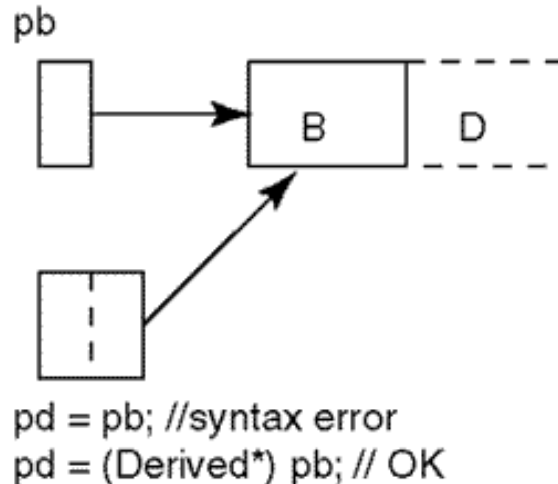 pb
B D
pd = pb; //syntax error
pd = (Derived*) pb; // OK